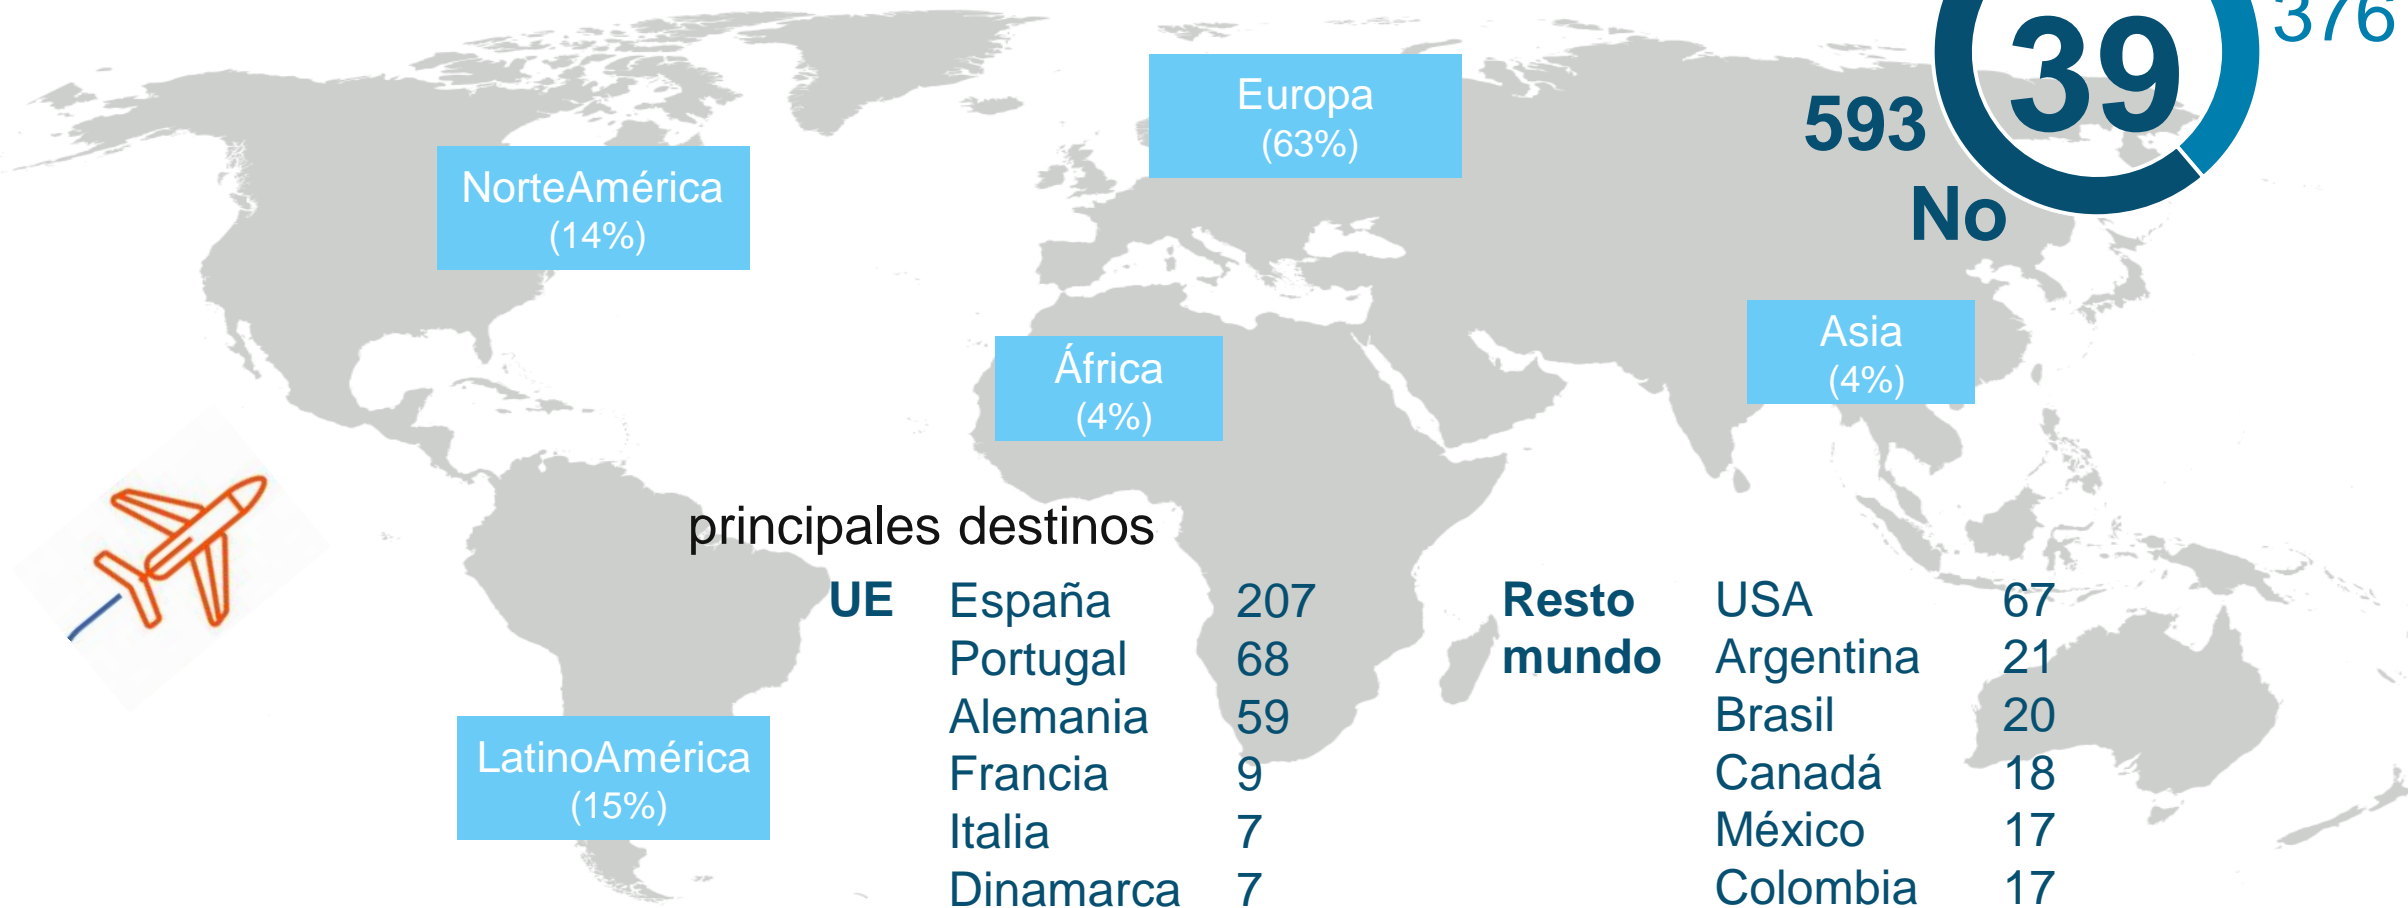 376
39
593
No
Europa
(63%)
NorteAmérica
(14%)
Asia
(4%)
África
(4%)
LatinoAmérica
(15%)
principales destinos
UE España 207 Resto USA 67
Portugal 68 mundo Argentina 21
Alemania 59 Brasil 20
Francia 9 Canadá 18
Italia 7 México 17
Dinamarca 7 Colombia 17